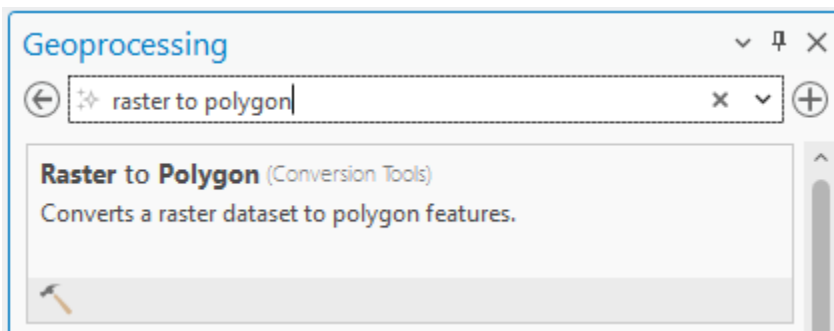 Geoprocessing
raster to polygon
Raster to Polygon (Conversion Tools)
Converts a raster dataset to polygon features.